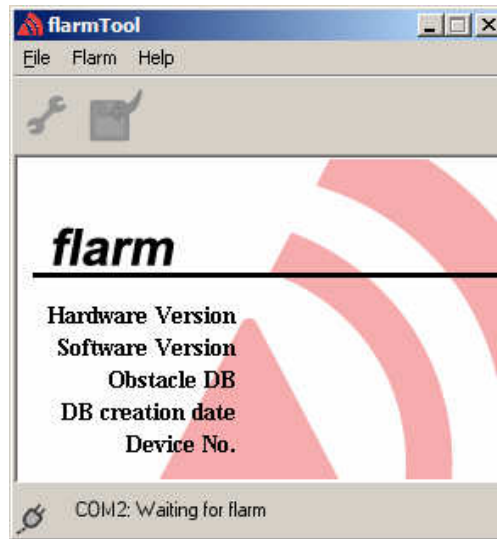 flarmTool
File Flarm Help
flarm
Hardware Version
Software Version
Obstacle DB
DB creation date
Device No.
COM2: Waiting for flarm